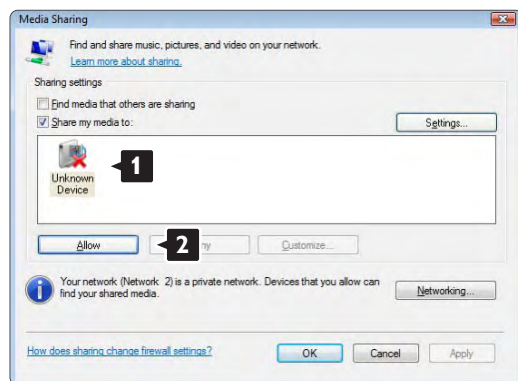 Media Sharing
Find and share music, pictures, and video on your network.
Learn more about sharing.
Sharing settings
Find media that others are sharing
Share my media to:
Settings...
Unknown
Device
1
Allow
2
Customize...
Your network (Network 2) is a private network. Devices that you allow can
find your shared media.
Networking...
How does sharing change firewall settings?
OK
Cancel
Apply